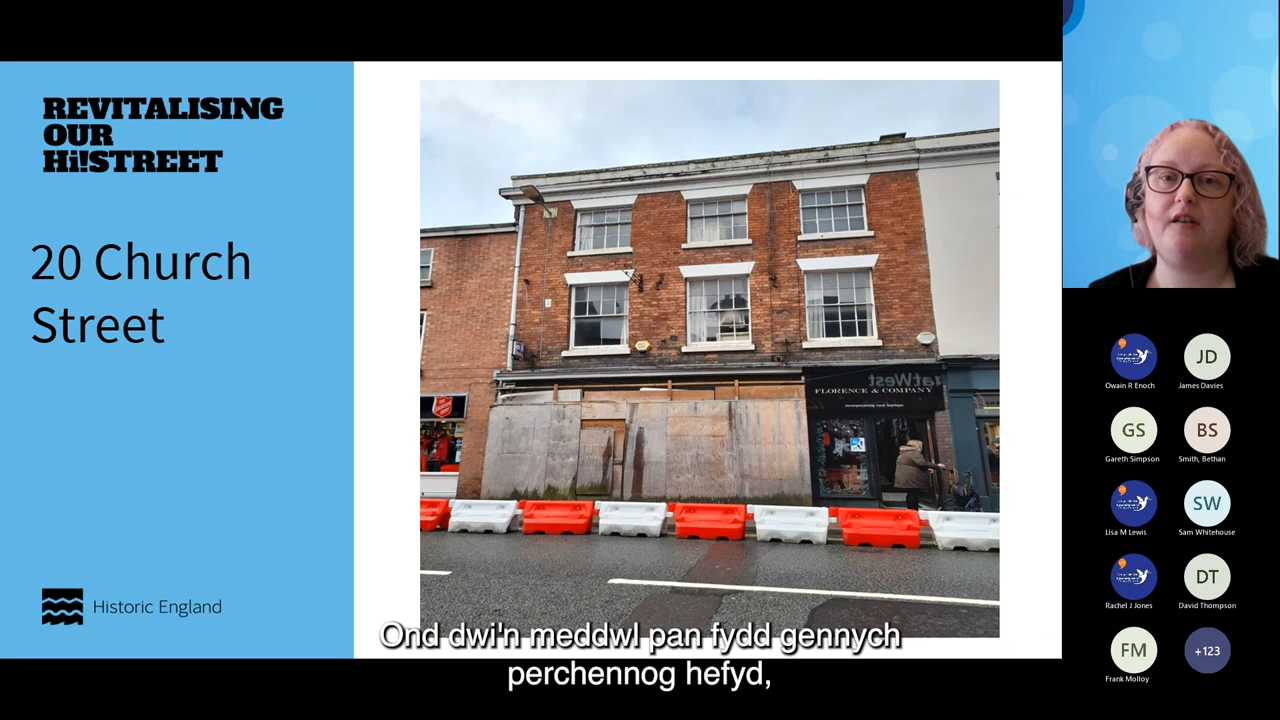 REVITALISING
OUR
Hi!STREET
20 Church
Street
Historic England
NatWest
FLORENCE & COMPANY
Ond dwi'n meddwl pan fydd gennych
perchennog hefyd,
Owain R Enoch
JD
James Davies
GS
Gareth Simpson
BS
Smith, Bethan
Lisa M Lewis
SW
Sam Whitehouse
Rachel J Jones
DT
David Thompson
FM
Frank Molloy
+123